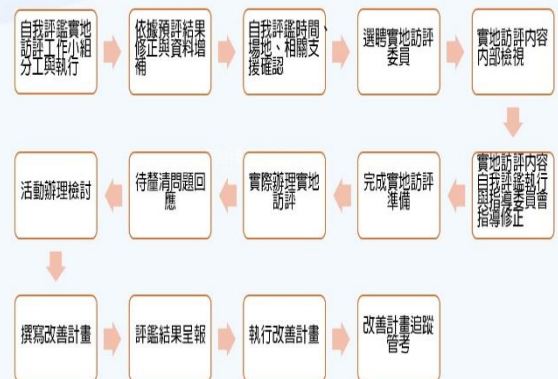 自我評鑑實地
訪評工作小組
分工與執行
依據預評結果
修正與資料增
補
自我評鑑時間、
場地、相關支
援確認
選聘實地訪評
委員
實地訪評內容
內部檢視
實地訪評內容
自我評鑑執行
與指導委員會
指導修正
完成實地訪評
準備
實際辦理實地
訪評
待釐清問題回
應
活動辦理檢討
撰寫改善計畫
評鑑結果呈報
執行改善計畫
改善計畫追蹤
管考